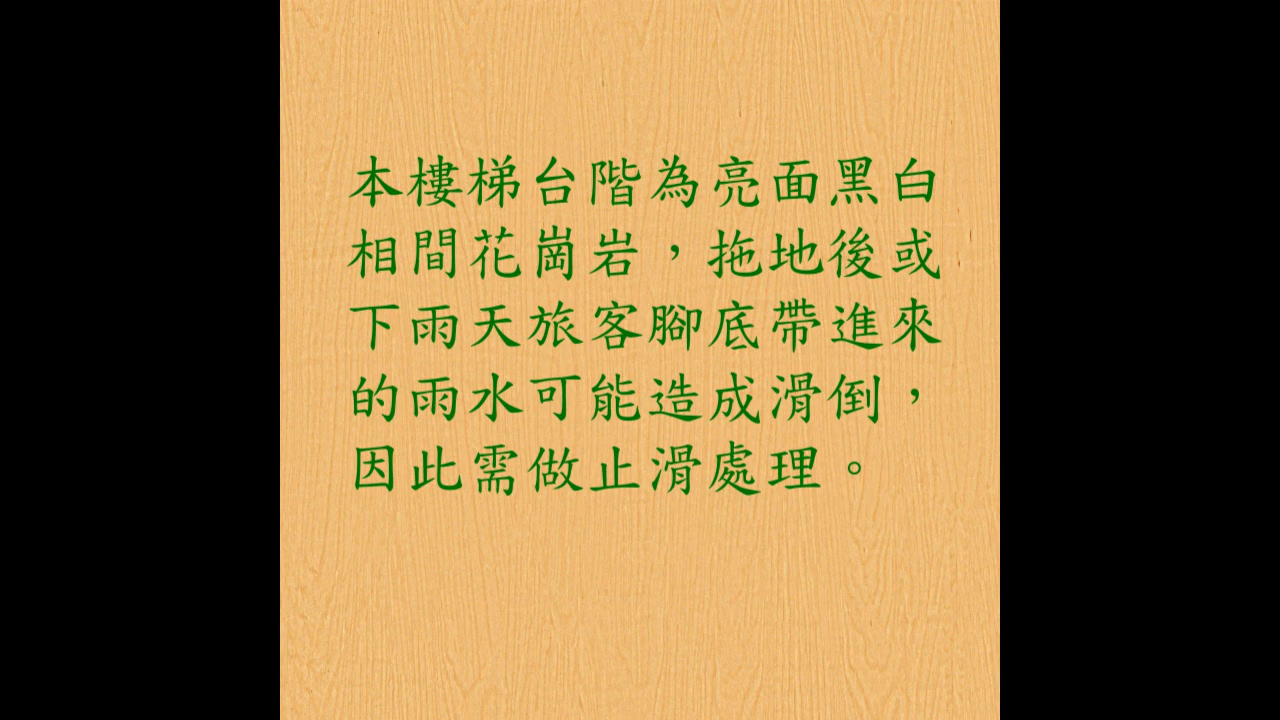 本樓梯台階為亮面黑白
相間花崗岩，拖地後或
下雨天旅客腳底帶進來
的雨水可能造成滑倒，
因此需做止滑處理。